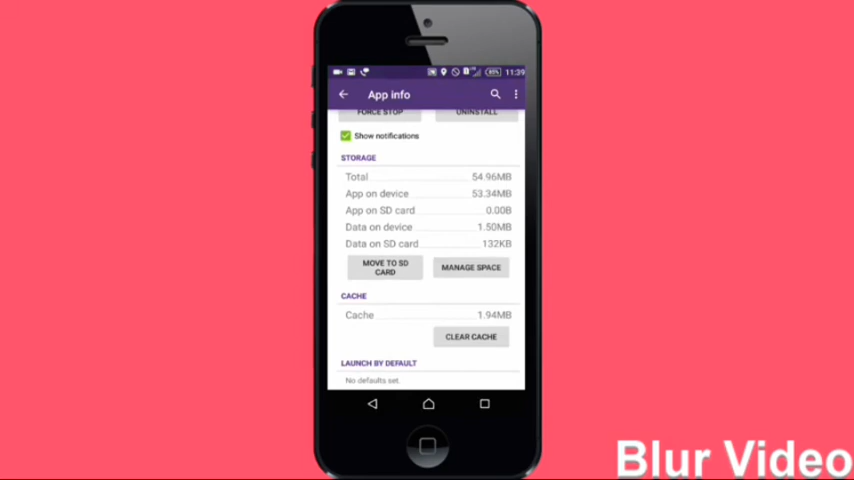 85% 11:39
App info
FORCE STOP UNINSTALL
Show notifications
STORAGE
Total 54.96MB
App on device 53.34MB
App on SD card 0.00B
Data on device 1.50MB
Data on SD card 132KB
MOVE TO SD
CARD
MANAGE SPACE
CACHE
Cache 1.94MB
CLEAR CACHE
LAUNCH BY DEFAULT
No defaults set.
Blur Video